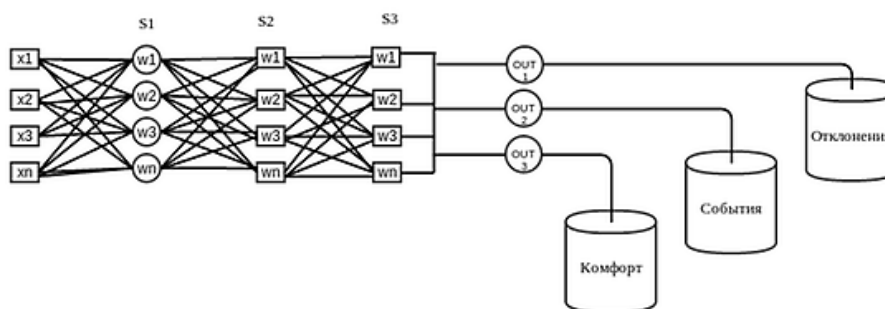 S1 S2 S3
x1 w1 w1 w1
OUT 1
x2 w2 w2 w2
OUT 2
x3 w3 w3 w3
OUT 3
xn wn wn wn
Отклонения
События
Комфорт